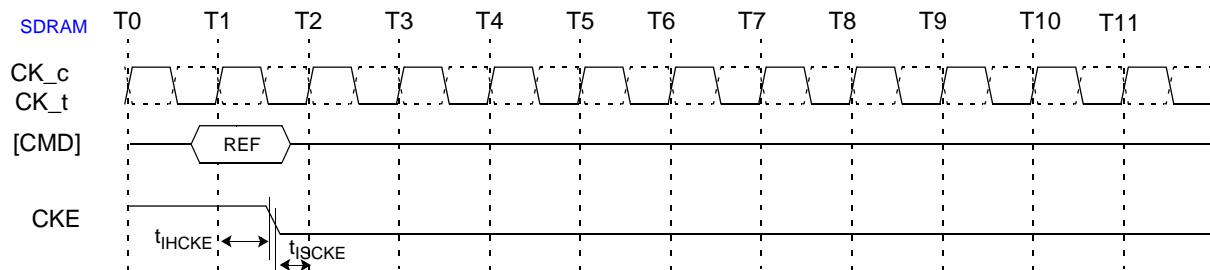 SDRAM T0 T1 T2 T3 T4 T5 T6 T7 T8 T9 T10 T11
CK_c
CK_t
[CMD] REF
CKE
tIHCKE tISCKE